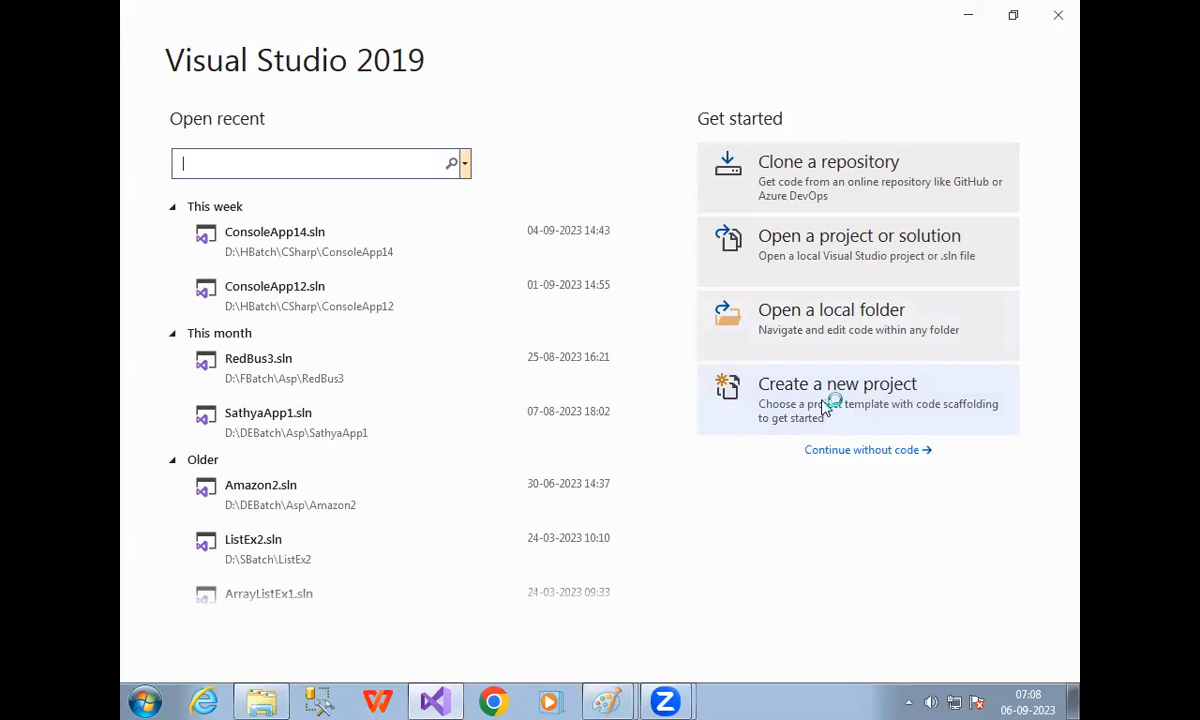 Visual Studio 2019
Open recent
This week
ConsoleApp14.sln 04-09-2023 14:43
D:\HBatch\CSharp\ConsoleApp14
ConsoleApp12.sln 01-09-2023 14:55
D:\HBatch\CSharp\ConsoleApp12
This month
RedBus3.sln 25-08-2023 16:21
D:\FBatch\Asp\RedBus3
SathyaApp1.sln 07-08-2023 18:02
D:\DEBatch\Asp\SathyaApp1
Older
Amazon2.sln 30-06-2023 14:37
D:\DEBatch\Asp\Amazon2
ListEx2.sln 24-03-2023 10:10
D:\SBatch\ListEx2
ArrayListEx1.sln 24-03-2023 09:33
Get started
Clone a repository
Get code from an online repository like GitHub or
Azure DevOps
Open a project or solution
Open a local Visual Studio project or .sln file
Open a local folder
Navigate and edit code within any folder
Create a new project
Choose a project template with code scaffolding
to get started
Continue without code
07:08
06-09-2023